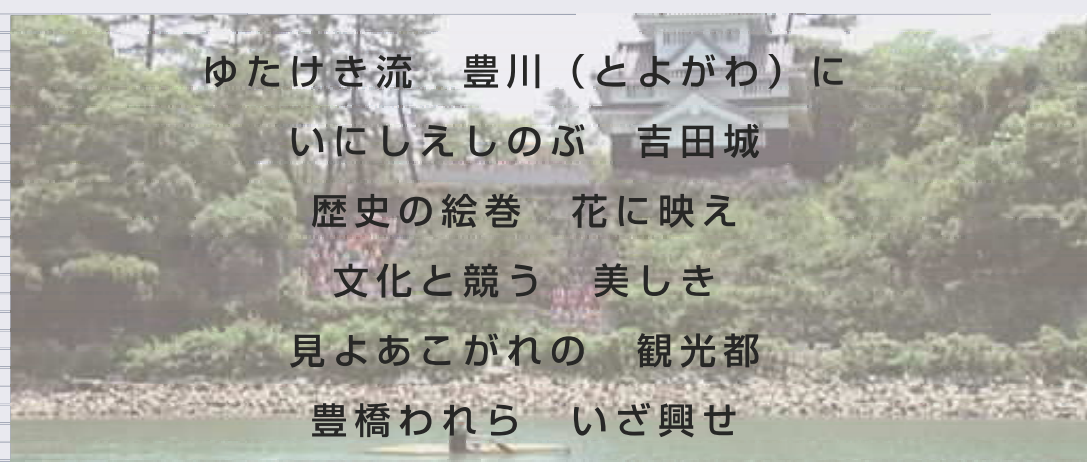 ゆたけき流　豊川（とよがわ）に
いにしえしのぶ　吉田城
歴史の絵巻　花に映え
文化と競う　美しき
見よあこがれの　観光都
豊橋われら　いざ興せ